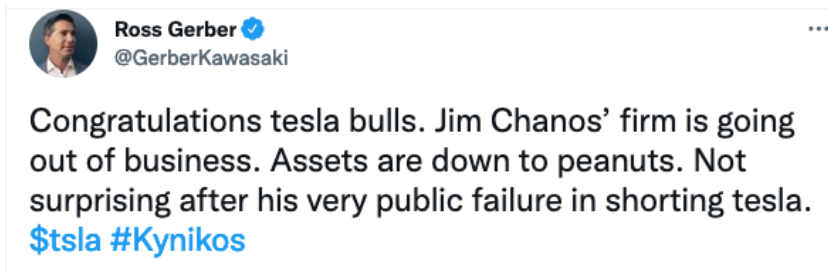 Ross Gerber
@GerberKawasaki
Congratulations tesla bulls. Jim Chanos’ firm is going
out of business. Assets are down to peanuts. Not
surprising after his very public failure in shorting tesla.
$tsla #Kynikos